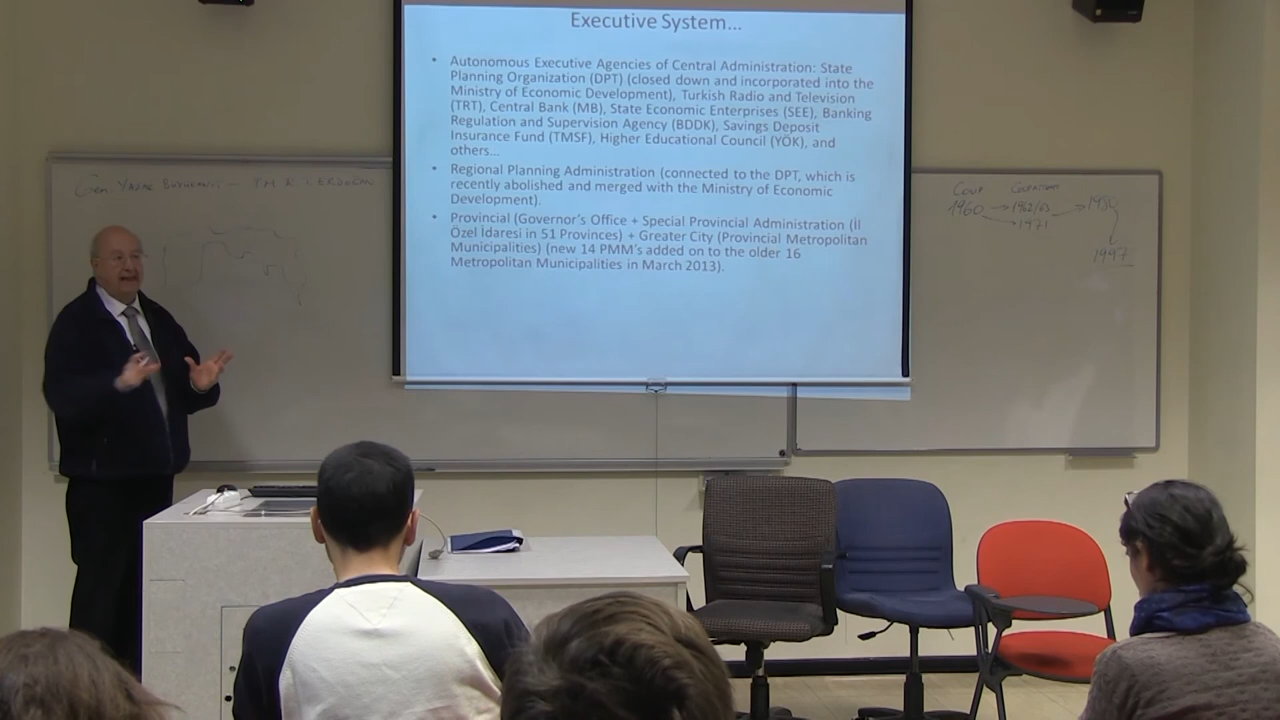 Executive System...
• Autonomous Executive Agencies of Central Administration: State
Planning Organization (DPT) (closed down and incorporated into the
Ministry of Economic Development), Turkish Radio and Television
(TRT), Central Bank (MB), State Economic Enterprises (SEE), Banking
Regulation and Supervision Agency (BDDK), Savings Deposit
Insurance Fund (TMSF), Higher Educational Council (YÖK), and
others...
• Regional Planning Administration (connected to the DPT, which is
recently abolished and merged with the Ministry of Economic
Development).
• Provincial (Governor's Office + Special Provincial Administration (İl
Özel İdaresi in 51 Provinces) + Greater City (Provincial Metropolitan
Municipalities) (new 14 PMM's added on to the older 16
Metropolitan Municipalities in March 2013).
Gen. YAŞAR BÜYÜKANIT
COUP
1960 → 1962/63 → 1980
→ 1971
1997